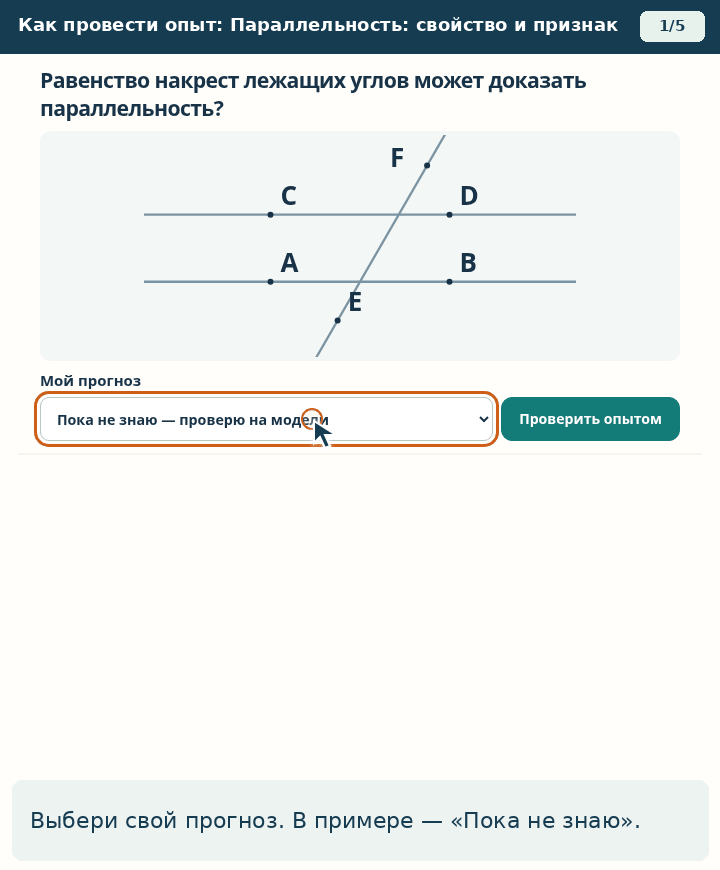 Как провести опыт: Параллельность: свойство и признак
1/5
Равенство накрест лежащих углов может доказать
параллельность?
F
C
D
A
B
E
Мой прогноз
Пока не знаю — проверю на модели
Проверить опытом
Выбери свой прогноз. В примере — «Пока не знаю».